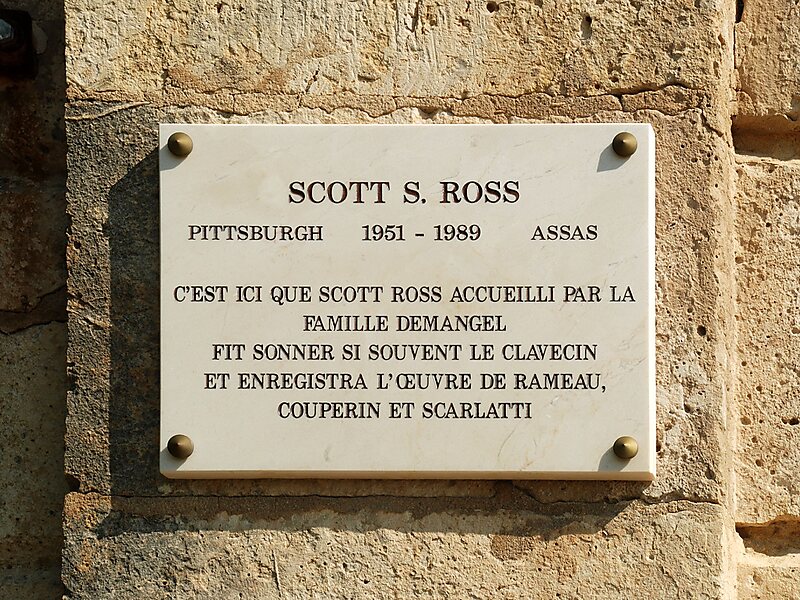 SCOTT S. ROSS
PITTSBURGH 1951 - 1989 ASSAS
C'EST ICI QUE SCOTT ROSS ACCUEILLI PAR LA
FAMILLE DEMANGEL
FIT SONNER SI SOUVENT LE CLAVECIN
ET ENREGISTRA L'ŒUVRE DE RAMEAU,
COUPERIN ET SCARLATTI